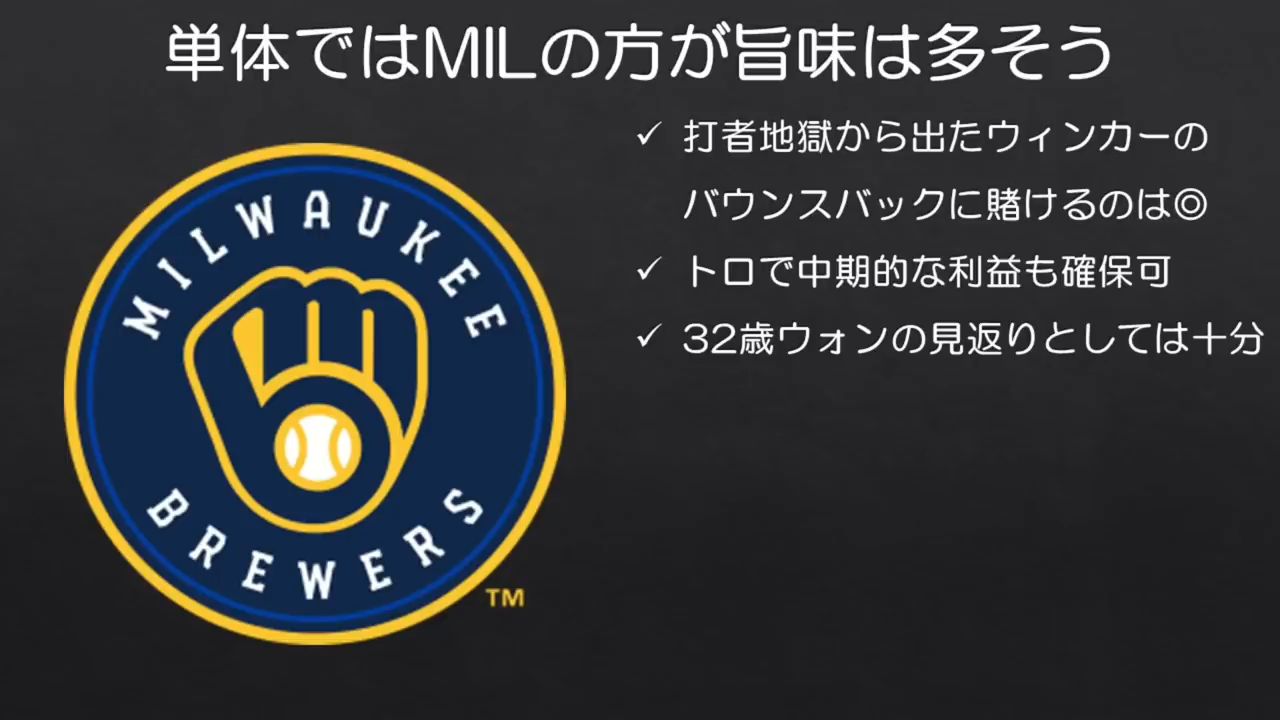 単体ではMILの方が旨味は多そう
✓ 打者地獄から出たウィンカーの
バウンスバックに賭けるのは◎
✓ トロで中期的な利益も確保可
✓ 32歳ウォンの見返りとしては十分
MILWAUKEE
BREWERS
TM